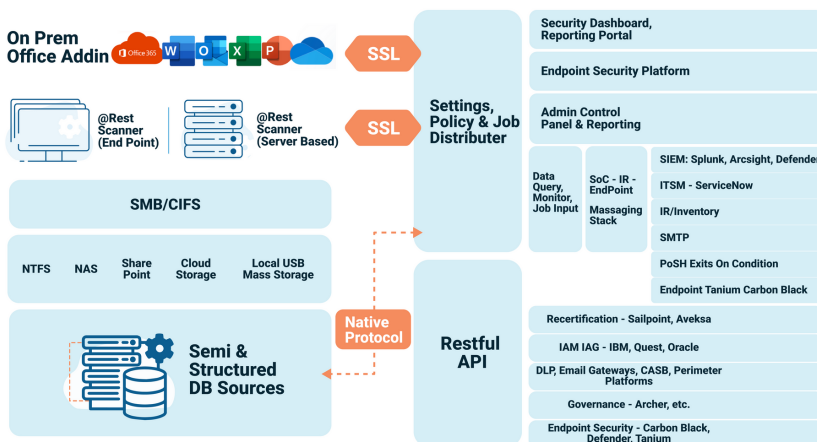 On Prem
Office Addin
Office 365
W
O
X
P
SSL
@Rest
Scanner
(End Point)
@Rest
Scanner
(Server Based)
SSL
SMB/CIFS
NTFS
NAS
Share
Point
Cloud
Storage
Local USB
Mass Storage
Semi &
Structured
DB Sources
Native
Protocol
Settings,
Policy & Job
Distributer
Restful
API
Security Dashboard,
Reporting Portal
Endpoint Security Platform
Admin Control
Panel & Reporting
Data
Query,
Monitor,
Job Input
SoC - IR -
EndPoint
Massaging
Stack
SIEM: Splunk, Arcsight, Defender
ITSM - ServiceNow
IR/Inventory
SMTP
PoSH Exits On Condition
Endpoint Tanium Carbon Black
Recertification - Sailpoint, Aveksa
IAM IAG - IBM, Quest, Oracle
DLP, Email Gateways, CASB, Perimeter
Platforms
Governance - Archer, etc.
Endpoint Security - Carbon Black,
Defender, Tanium